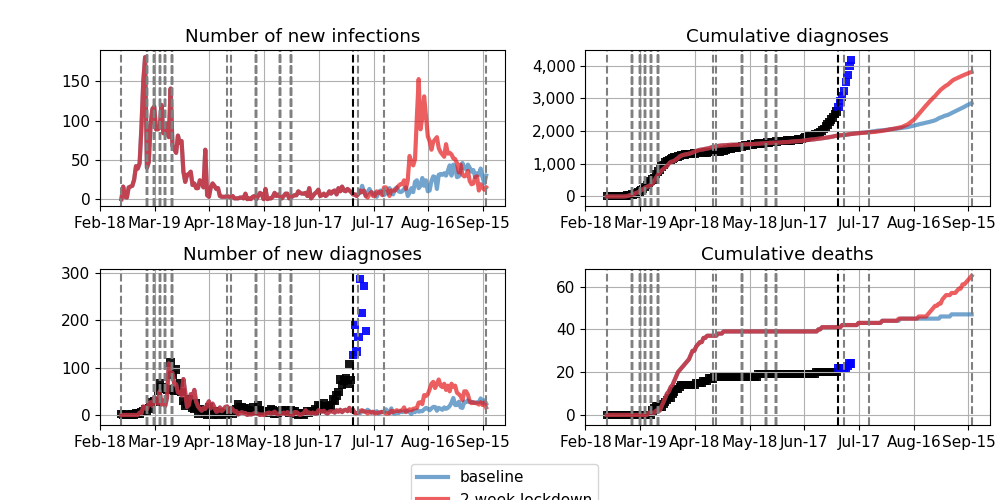 Number of new infections
Cumulative diagnoses
150
100
50
0
4,000
3,000
2,000
1,000
0
Feb-18 Mar-19 Apr-18 May-18 Jun-17 Jul-17 Aug-16 Sep-15
Feb-18 Mar-19 Apr-18 May-18 Jun-17 Jul-17 Aug-16 Sep-15
Number of new diagnoses
Cumulative deaths
300
200
100
0
60
40
20
0
Feb-18 Mar-19 Apr-18 May-18 Jun-17 Jul-17 Aug-16 Sep-15
Feb-18 Mar-19 Apr-18 May-18 Jun-17 Jul-17 Aug-16 Sep-15
baseline
2 week lockdown